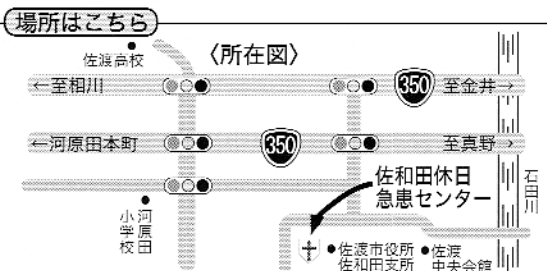 場所はこちら
〈所在図〉
佐渡高校
←至相川
350
至金井→
←河原田本町
350
至真野→
佐和田休日
急患センター
石田川
河原田
小学校
佐渡市役所
佐和田支所
佐渡
中央会館